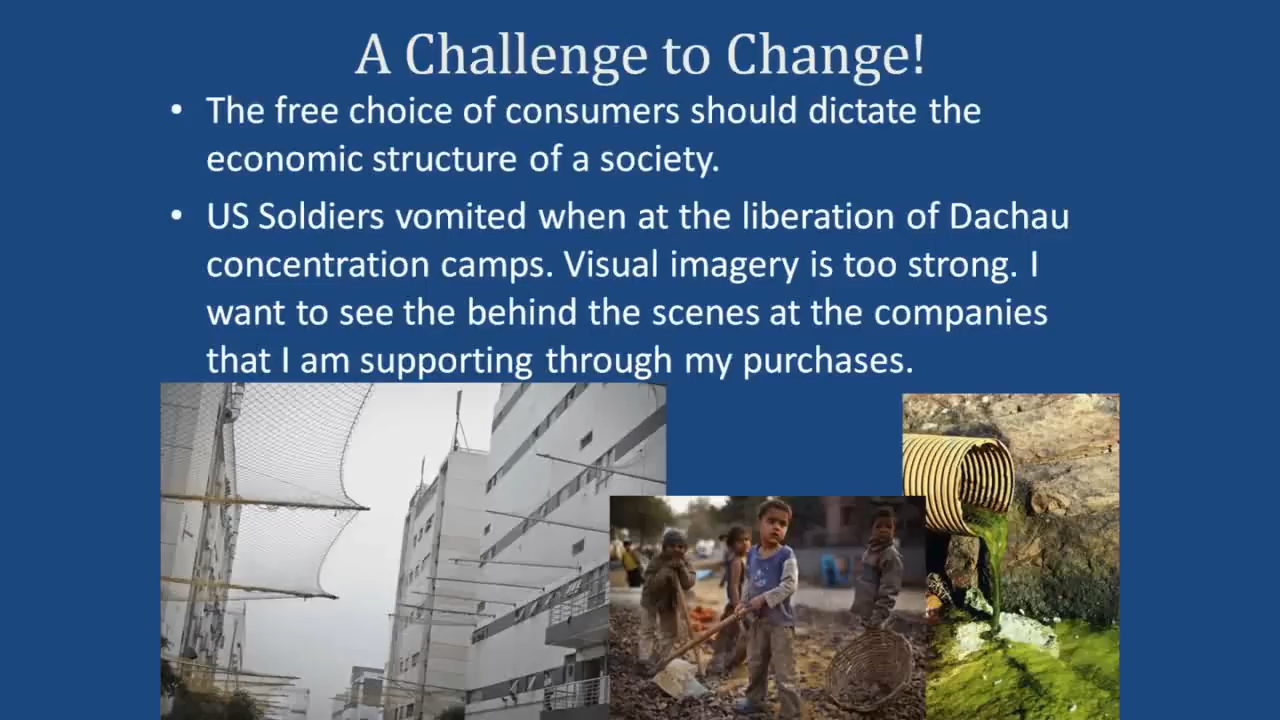 A Challenge to Change!
• The free choice of consumers should dictate the
economic structure of a society.
• US Soldiers vomited when at the liberation of Dachau
concentration camps. Visual imagery is too strong. I
want to see the behind the scenes at the companies
that I am supporting through my purchases.